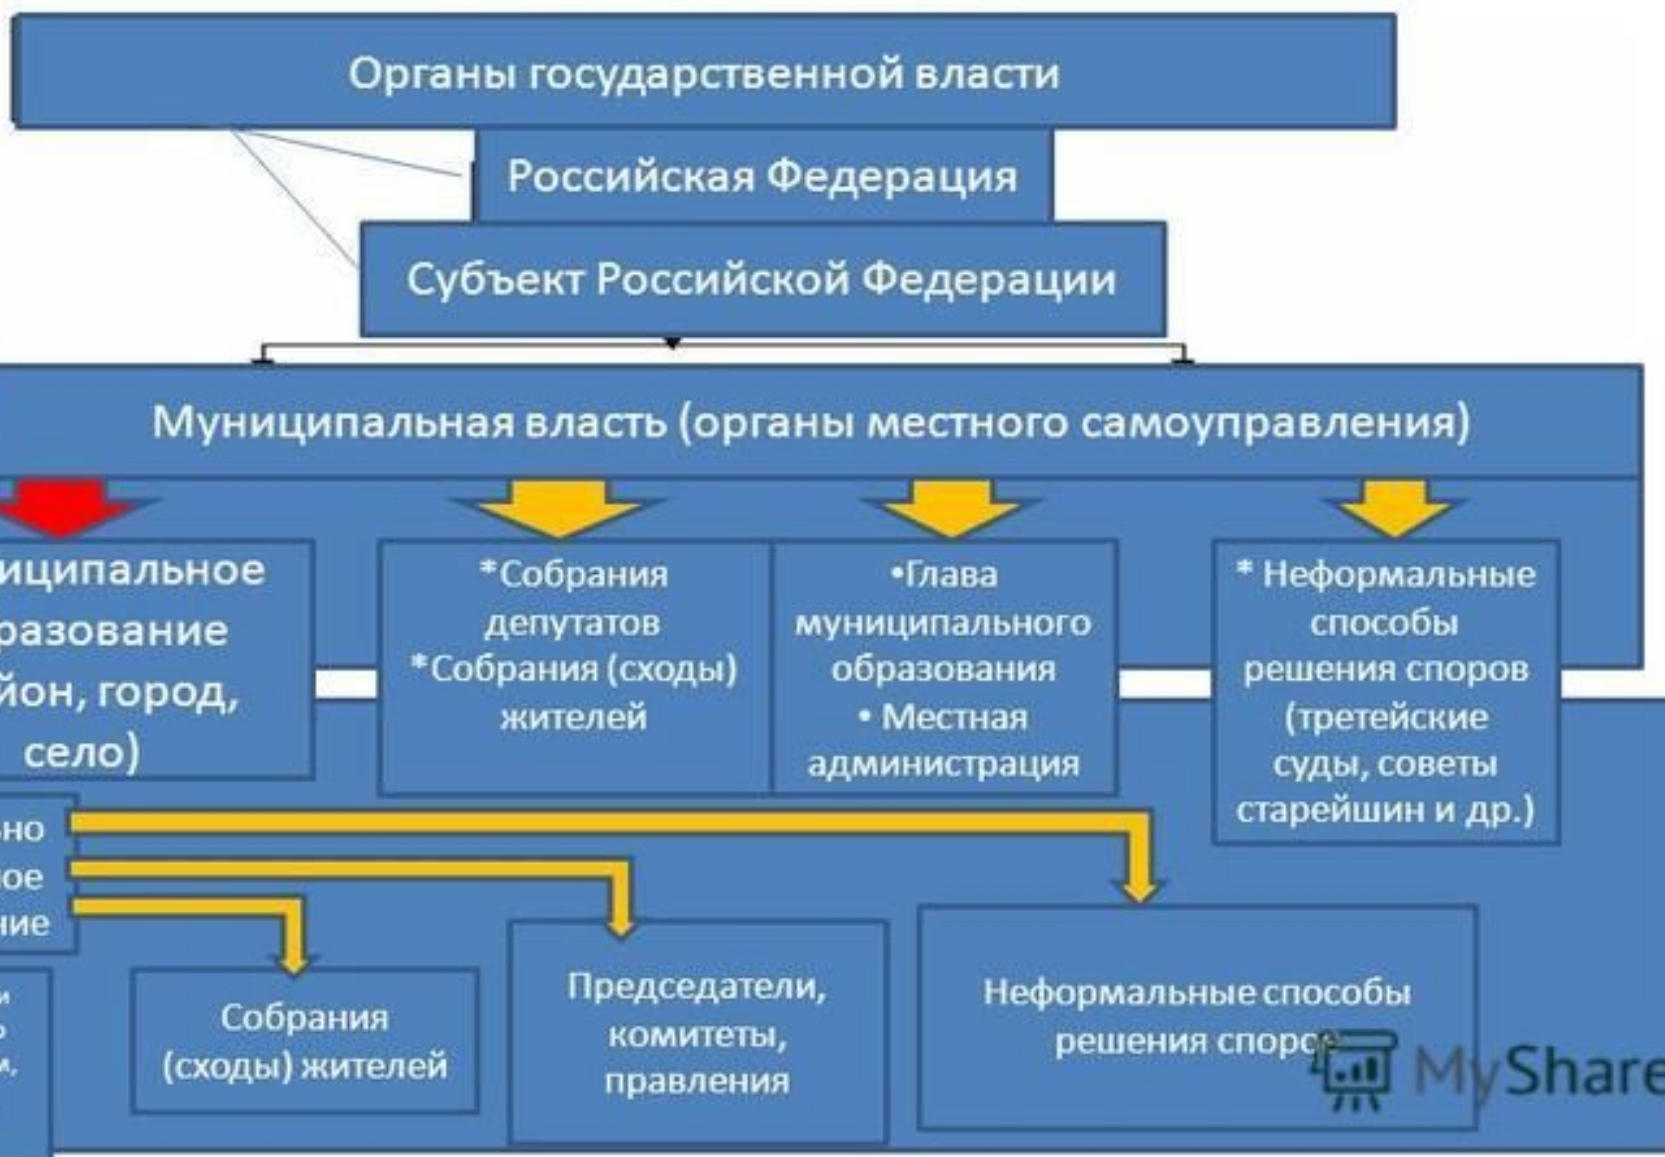 Органы государственной власти
Российская Федерация
Субъект Российской Федерации
Муниципальная власть (органы местного самоуправления)
иципальное
разование
йон, город,
село)
*Собрания
депутатов
*Собрания (сходы)
жителей
•Глава
муниципального
образования
• Местная
администрация
* Неформальные
способы
решения споров
(третейские
суды, советы
старейшин и др.)
но
ое
ние
и
м,
Собрания
(сходы) жителей
Председатели,
комитеты,
правления
Неформальные способы
решения споров
MyShare